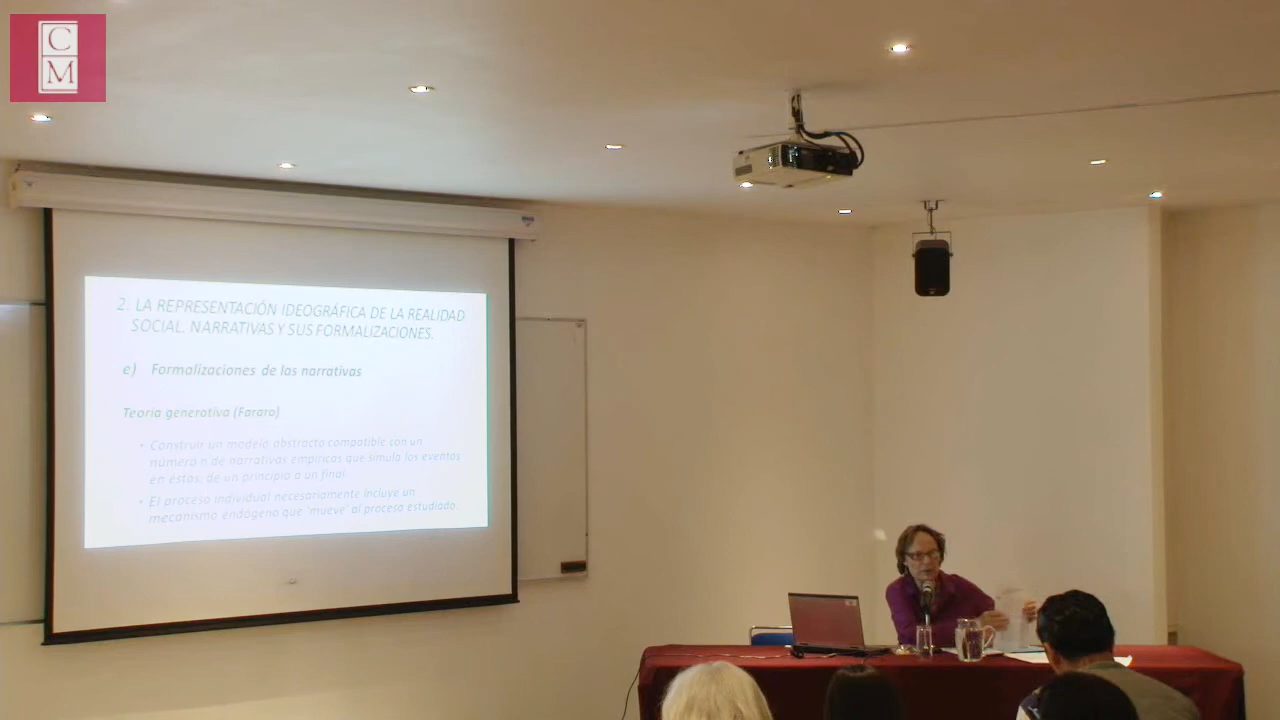 C
M
2. LA REPRESENTACIÓN IDEOGRÁFICA DE LA REALIDAD
SOCIAL. NARRATIVAS Y SUS FORMALIZACIONES.
e) Formalizaciones de las narrativas
Teoría generativa (Fararo)
• Construir un modelo abstracto compatible con un
número n de narrativas empíricas que simula los eventos
en éstas, de un principio a un final
• El proceso individual necesariamente incluye un
mecanismo endógeno que 'mueve' al proceso estudiado.